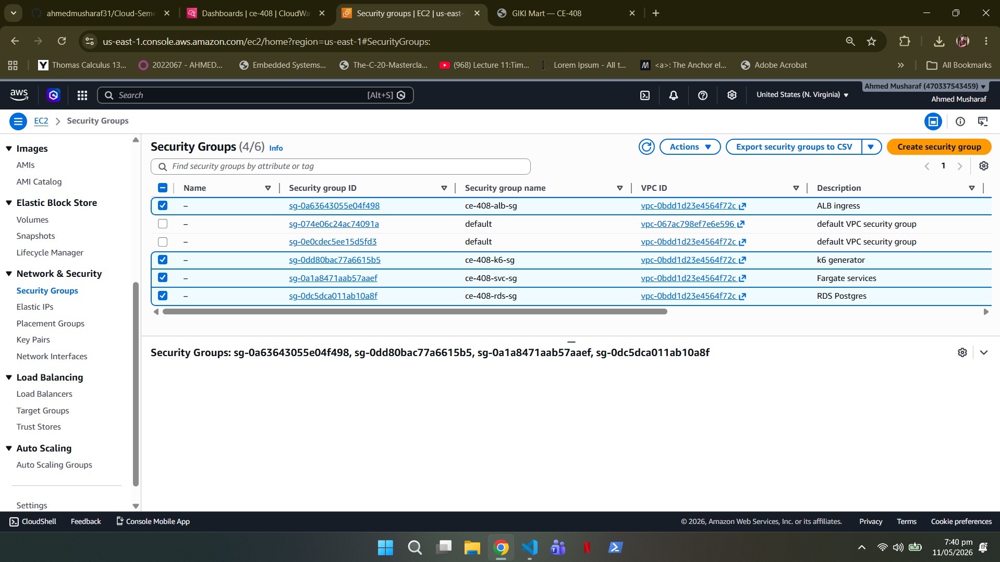 ahmedmusharaf31/Cloud-Seme
Dashboards | ce-408 | CloudWa
Security groups | EC2 | us-east-
GIKI Mart — CE-408
us-east-1.console.aws.amazon.com/ec2/home?region=us-east-1#SecurityGroups:
Thomas Calculus 13...
2022067 - AHMED...
Embedded Systems...
The-C-20-Mastercla...
(968) Lecture 11:Tim...
Lorem Ipsum - All t...
<a>: The Anchor el...
Adobe Acrobat
All Bookmarks
aws
Search
[Alt+S]
United States (N. Virginia)
Ahmed Musharaf (470337543459)
Ahmed Musharaf
EC2
Security Groups
Images
AMIs
AMI Catalog
Elastic Block Store
Volumes
Snapshots
Lifecycle Manager
Network & Security
Security Groups
Elastic IPs
Placement Groups
Key Pairs
Network Interfaces
Load Balancing
Load Balancers
Target Groups
Trust Stores
Auto Scaling
Auto Scaling Groups
Settings
Security Groups (4/6) Info
Actions
Export security groups to CSV
Create security group
Find security groups by attribute or tag
1
Name Security group ID Security group name VPC ID Description
– sg-0a63643055e04f498 ce-408-alb-sg vpc-0bdd1d23e4564f72c ALB ingress
– sg-074e06c24ac74091a default vpc-067ac798ef7e6e596 default VPC security group
– sg-0e0cdec5ee15d5fd3 default vpc-0bdd1d23e4564f72c default VPC security group
– sg-0dd80bac77a6615b5 ce-408-k6-sg vpc-0bdd1d23e4564f72c k6 generator
– sg-0a1a8471aab57aaef ce-408-svc-sg vpc-0bdd1d23e4564f72c Fargate services
– sg-0dc5dca011ab10a8f ce-408-rds-sg vpc-0bdd1d23e4564f72c RDS Postgres
Security Groups: sg-0a63643055e04f498, sg-0dd80bac77a6615b5, sg-0a1a8471aab57aaef, sg-0dc5dca011ab10a8f
CloudShell
Feedback
Console Mobile App
© 2026, Amazon Web Services, Inc. or its affiliates.
Privacy
Terms
Cookie preferences
7:40 pm
11/05/2026